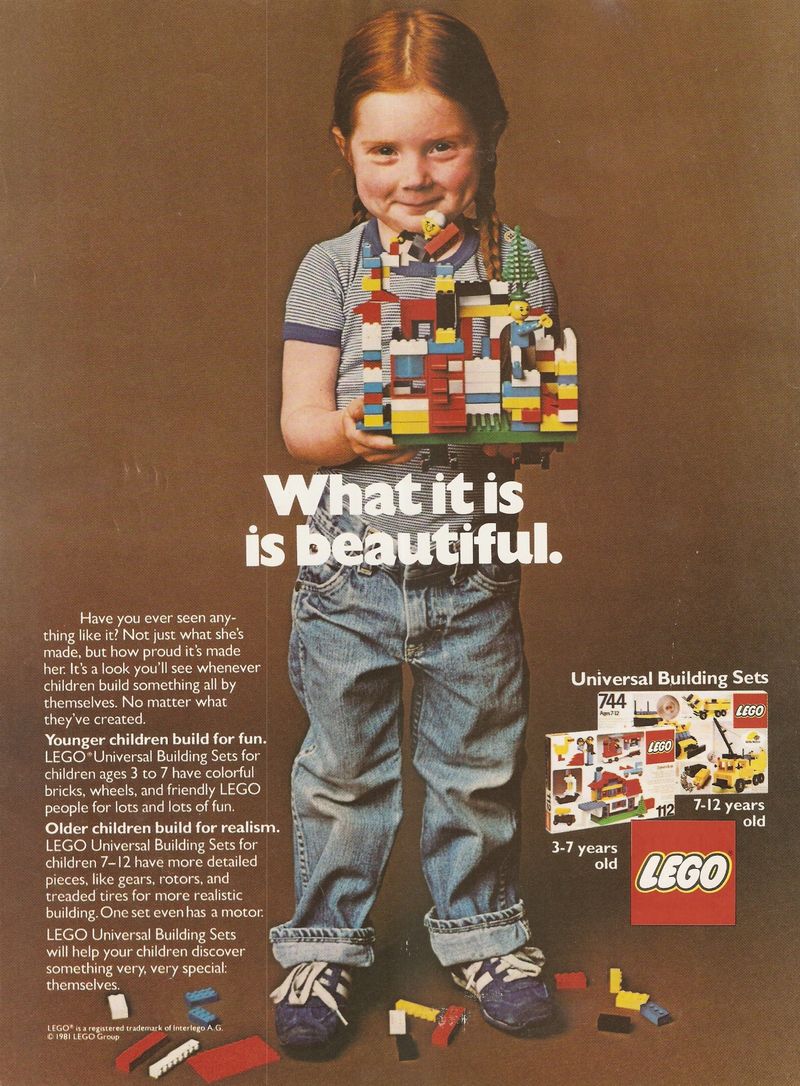 What it is
is beautiful.
Have you ever seen any-
thing like it? Not just what she's
made, but how proud it's made
her. It's a look you'll see whenever
children build something all by
themselves. No matter what
they've created.
Younger children build for fun.
LEGO® Universal Building Sets for
children ages 3 to 7 have colorful
bricks, wheels, and friendly LEGO
people for lots and lots of fun.
Older children build for realism.
LEGO Universal Building Sets for
children 7–12 have more detailed
pieces, like gears, rotors, and
treaded tires for more realistic
building. One set even has a motor.
LEGO Universal Building Sets
will help your children discover
something very, very special:
themselves.
LEGO® is a registered trademark of Interlego A.G.
© 1981 LEGO Group
Universal Building Sets
744
Ages 7-12
LEGO
LEGO
112
7-12 years
old
3-7 years
old
LEGO®